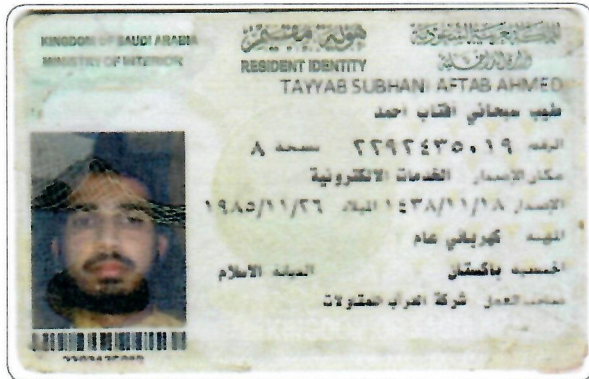 KINGDOM OF SAUDI ARABIA
MINISTRY OF INTERIOR
هوية مقيم
RESIDENT IDENTITY
المملكة العربية السعودية
وزارة الداخلية
TAYYAB SUBHANI AFTAB AHMED
طيب سبحاني افتاب احمد
الرقم ٢٢٩٢٤٣٥٠١٩ نسخة ٨
مكان الإصدار الخدمات الالكترونية
الإصدار ١٤٣٨/١١/١٨ الميلاد ١٩٨٥/١١/٢٦
المهنة كهربائي عام
الجنسية باكستان الديانة الاسلام
صاحب العمل شركة العراب للمقاولات